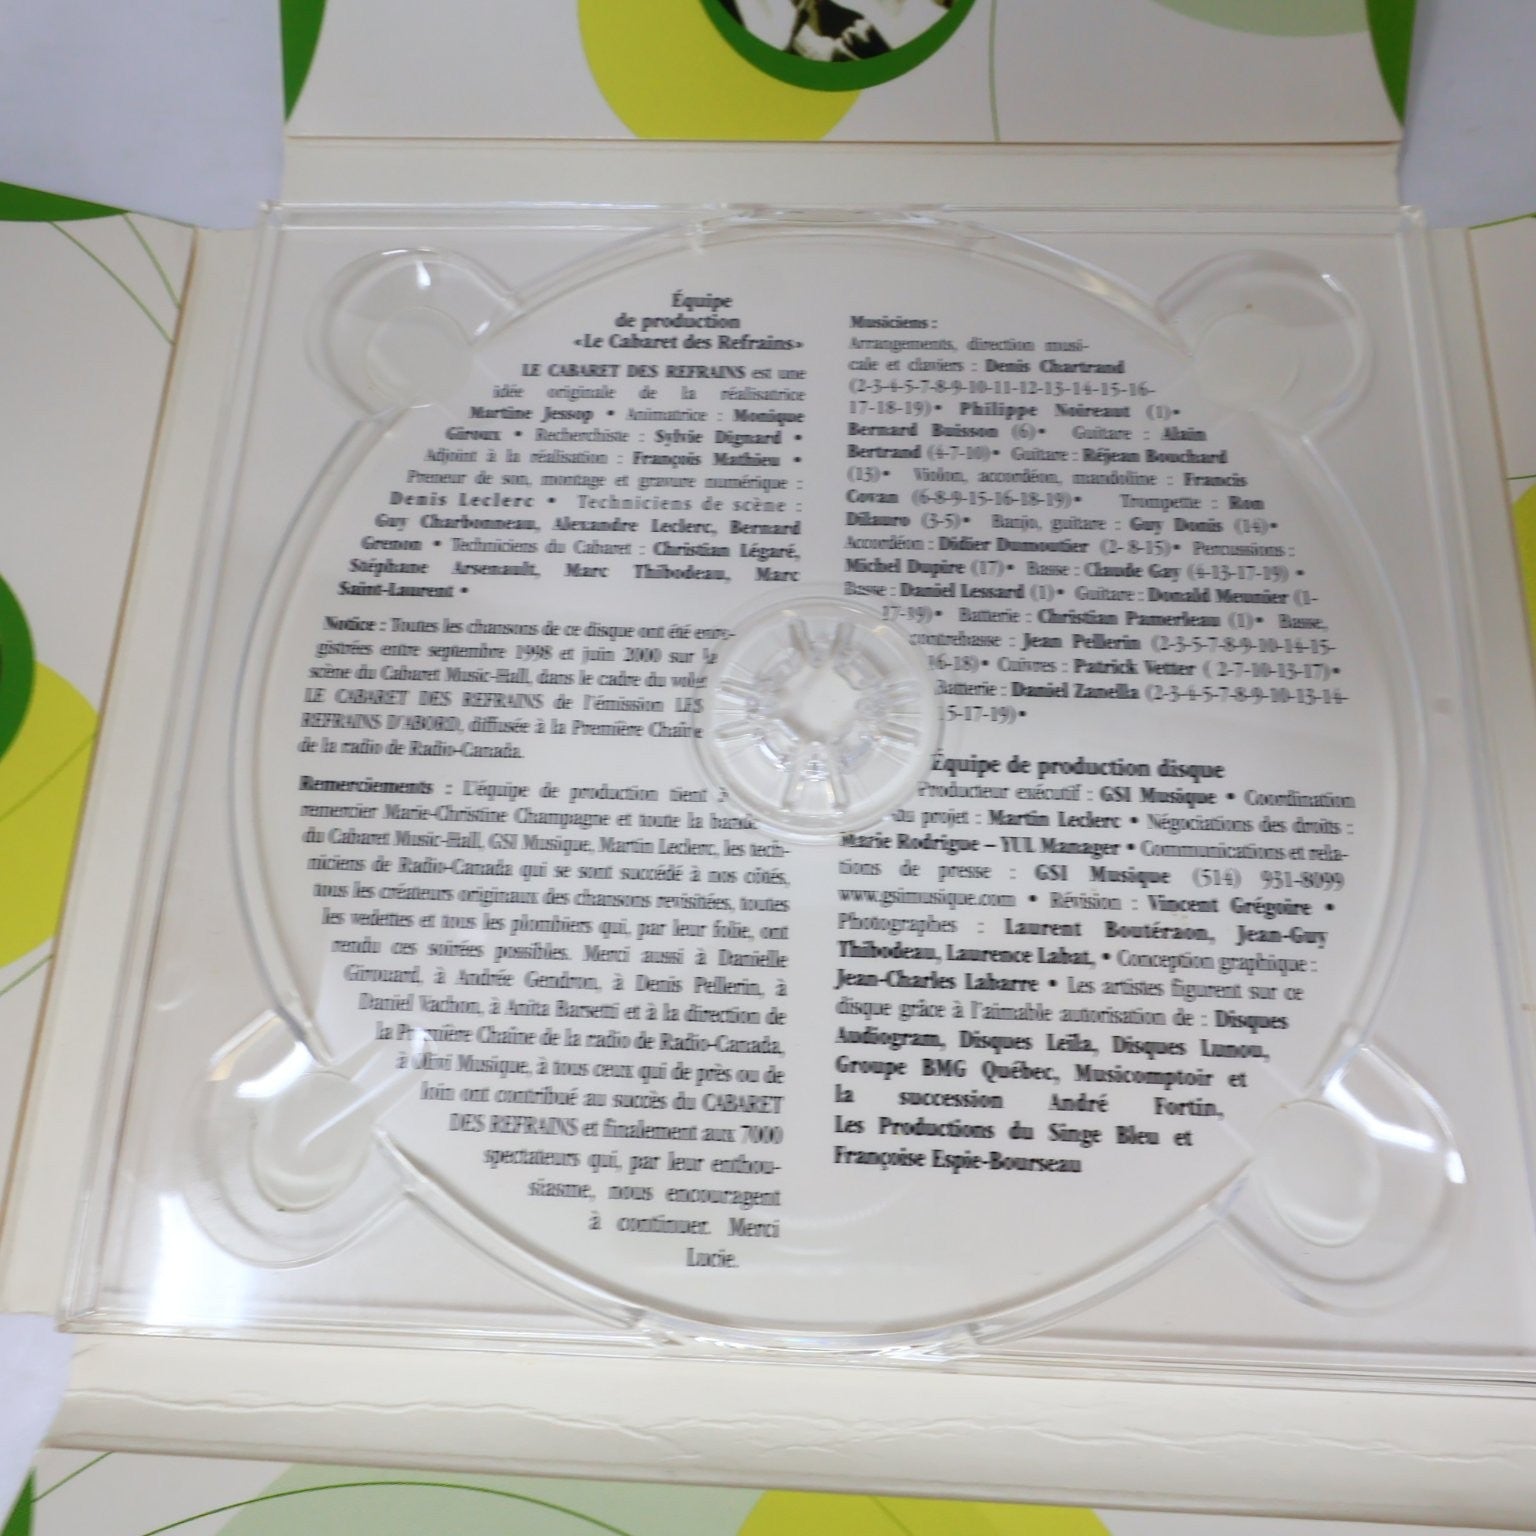 Équipe
de production
«Le Cabaret des Refrains»
LE CABARET DES REFRAINS est une
idée originale de la réalisatrice
Martine Jessop • Animatrice : Monique
Giroux • Recherchiste : Sylvie Dignard •
Adjoint à la réalisation : François Mathieu •
Preneur de son, montage et gravure numérique :
Denis Leclerc • Techniciens de scène :
Guy Charbonneau, Alexandre Leclerc, Bernard
Grenon • Techniciens du Cabaret : Christian Légaré,
Stéphane Arsenault, Marc Thibodeau, Marc
Saint-Laurent •
Notice : Toutes les chansons de ce disque ont été enre-
gistrées entre septembre 1998 et juin 2000 sur la
scène du Cabaret Music-Hall, dans le cadre du volet
LE CABARET DES REFRAINS de l'émission LES
REFRAINS D'ABORD, diffusée à la Première Chaîne
de la radio de Radio-Canada.
Remerciements : L'équipe de production tient à
remercier Marie-Christine Champagne et toute la bande
du Cabaret Music-Hall, GSI Musique, Martin Leclerc, les tech-
niciens de Radio-Canada qui se sont succédé à nos côtés,
tous les créateurs originaux des chansons revisitées, toutes
les vedettes et tous les plombiers qui, par leur folie, ont
rendu ces soirées possibles. Merci aussi à Danielle
Girouard, à Andrée Gendron, à Denis Pellerin, à
Daniel Vachon, à Anita Barsetti et à la direction de
la Première Chaîne de la radio de Radio-Canada,
à Olivi Musique, à tous ceux qui de près ou de
loin ont contribué au succès du CABARET
DES REFRAINS et finalement aux 7000
spectateurs qui, par leur enthou-
siasme, nous encouragent
à continuer. Merci
Lucie.
Musiciens :
Arrangements, direction musi-
cale et claviers : Denis Chartrand
(2-3-4-5-7-8-9-10-11-12-13-14-15-16-
17-18-19)• Philippe Noireaut (1)•
Bernard Buisson (6)• Guitare : Alain
Bertrand (4-7-10)• Guitare : Réjean Bouchard
(13)• Violon, accordéon, mandoline : Francis
Covan (6-8-9-15-16-18-19)• Trompette : Ron
Dilauro (3-5)• Banjo, guitare : Guy Donis (14)•
Accordéon : Didier Dumoutier (2- 8-15)• Percussions :
Michel Dupire (17)• Basse : Claude Gay (4-13-17-19) •
Basse : Daniel Lessard (1)• Guitare : Donald Meunier (1-
17-19)• Batterie : Christian Pamerleau (1)• Basse,
contrebasse : Jean Pellerin (2-3-5-7-8-9-10-14-15-
16-18)• Cuivres : Patrick Vetter ( 2-7-10-13-17)•
Batterie : Daniel Zanella (2-3-4-5-7-8-9-10-13-14-
15-17-19)•
Équipe de production disque
Producteur exécutif : GSI Musique • Coordination
du projet : Martin Leclerc • Négociations des droits :
Marie Rodrigue – YUL Manager • Communications et rela-
tions de presse : GSI Musique (514) 931-8099
www.gsimusique.com • Révision : Vincent Grégoire •
Photographes : Laurent Boutéraon, Jean-Guy
Thibodeau, Laurence Labat, • Conception graphique :
Jean-Charles Labarre • Les artistes figurent sur ce
disque grâce à l'aimable autorisation de : Disques
Audiogram, Disques Leïla, Disques Lunou,
Groupe BMG Québec, Musicomptoir et
la succession André Fortin,
Les Productions du Singe Bleu et
Françoise Espie-Bourseau